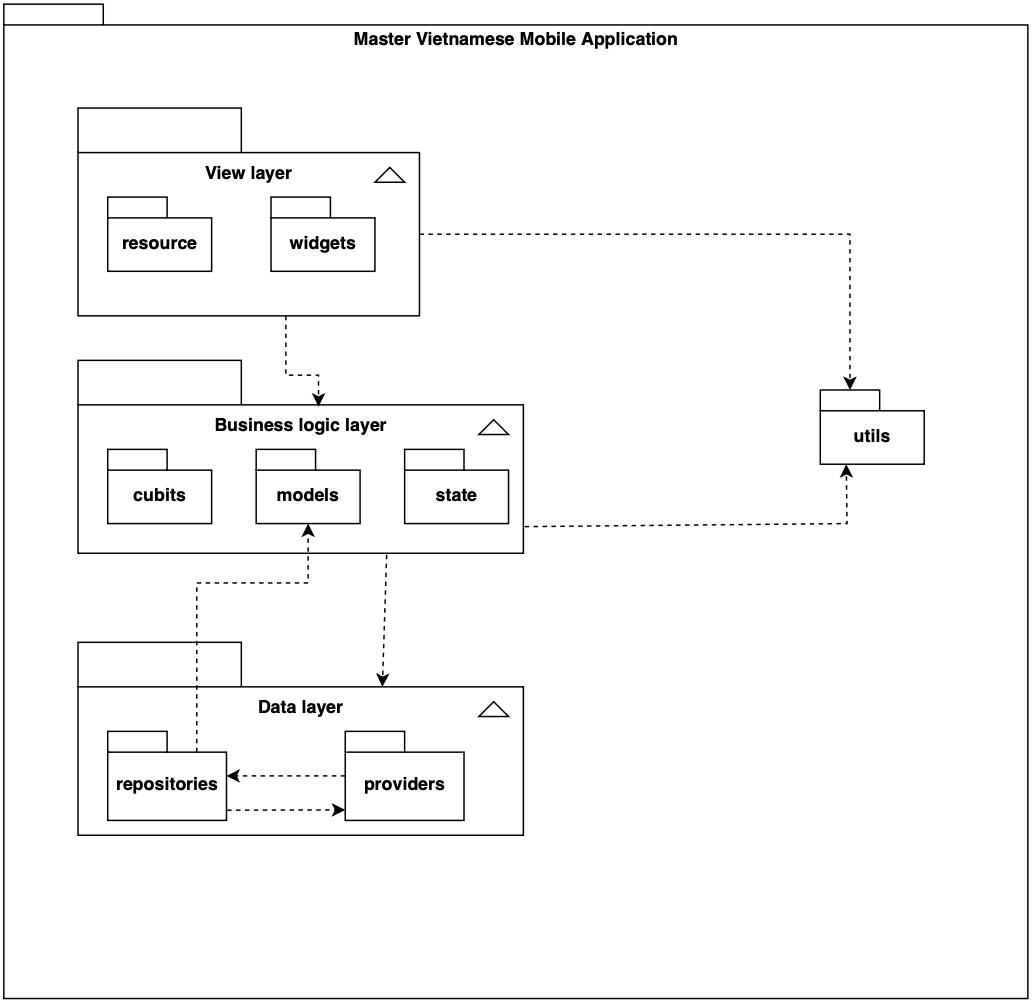 Master Vietnamese Mobile Application
View layer
resource
widgets
Business logic layer
cubits
models
state
utils
Data layer
repositories
providers